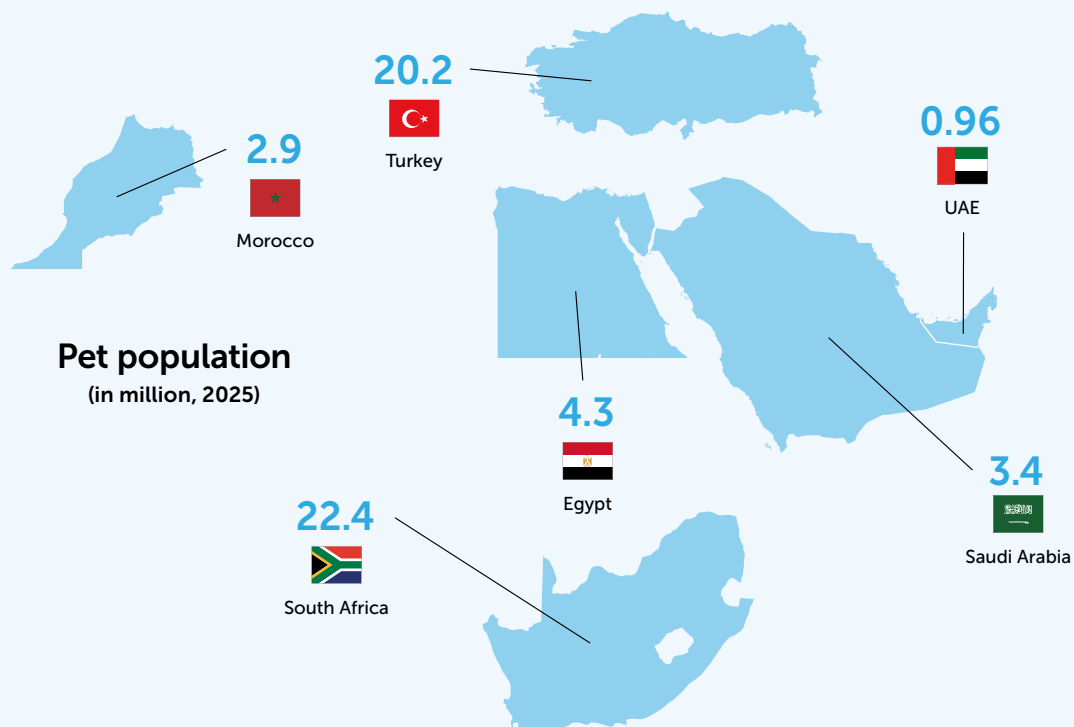 20.2
Turkey
0.96
UAE
2.9
Morocco
Pet population
(in million, 2025)
4.3
Egypt
3.4
Saudi Arabia
22.4
South Africa